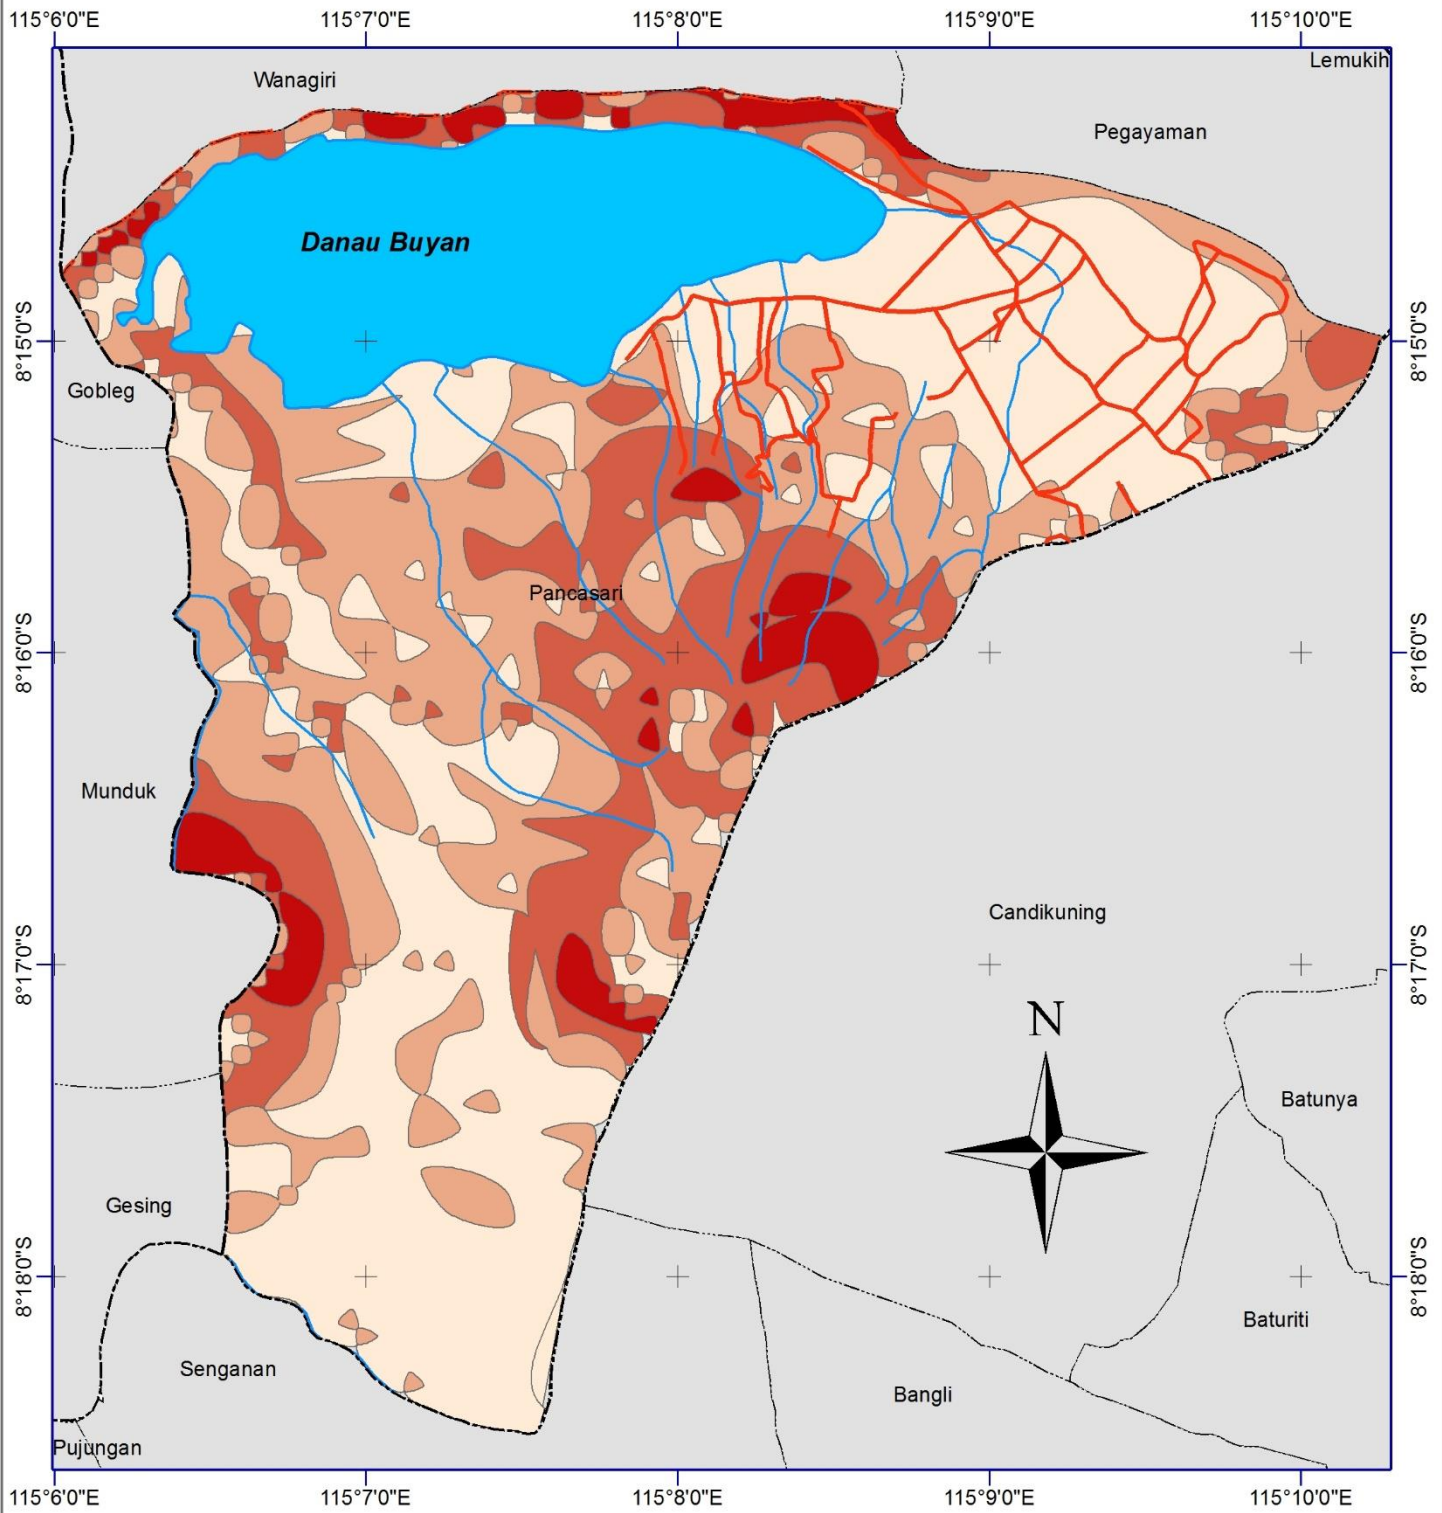 115°6'0"E 115°7'0"E 115°8'0"E 115°9'0"E 115°10'0"E
Lemukih
Wanagiri
Pegayaman
Danau Buyan
8°15'0"S 8°15'0"S
Gobleg
Pancasari
8°16'0"S 8°16'0"S
Munduk
Candikuning
8°17'0"S 8°17'0"S
N
Batunya
Gesing
8°18'0"S 8°18'0"S
Baturiti
Senganan
Bangli
Pujungan
115°6'0"E 115°7'0"E 115°8'0"E 115°9'0"E 115°10'0"E